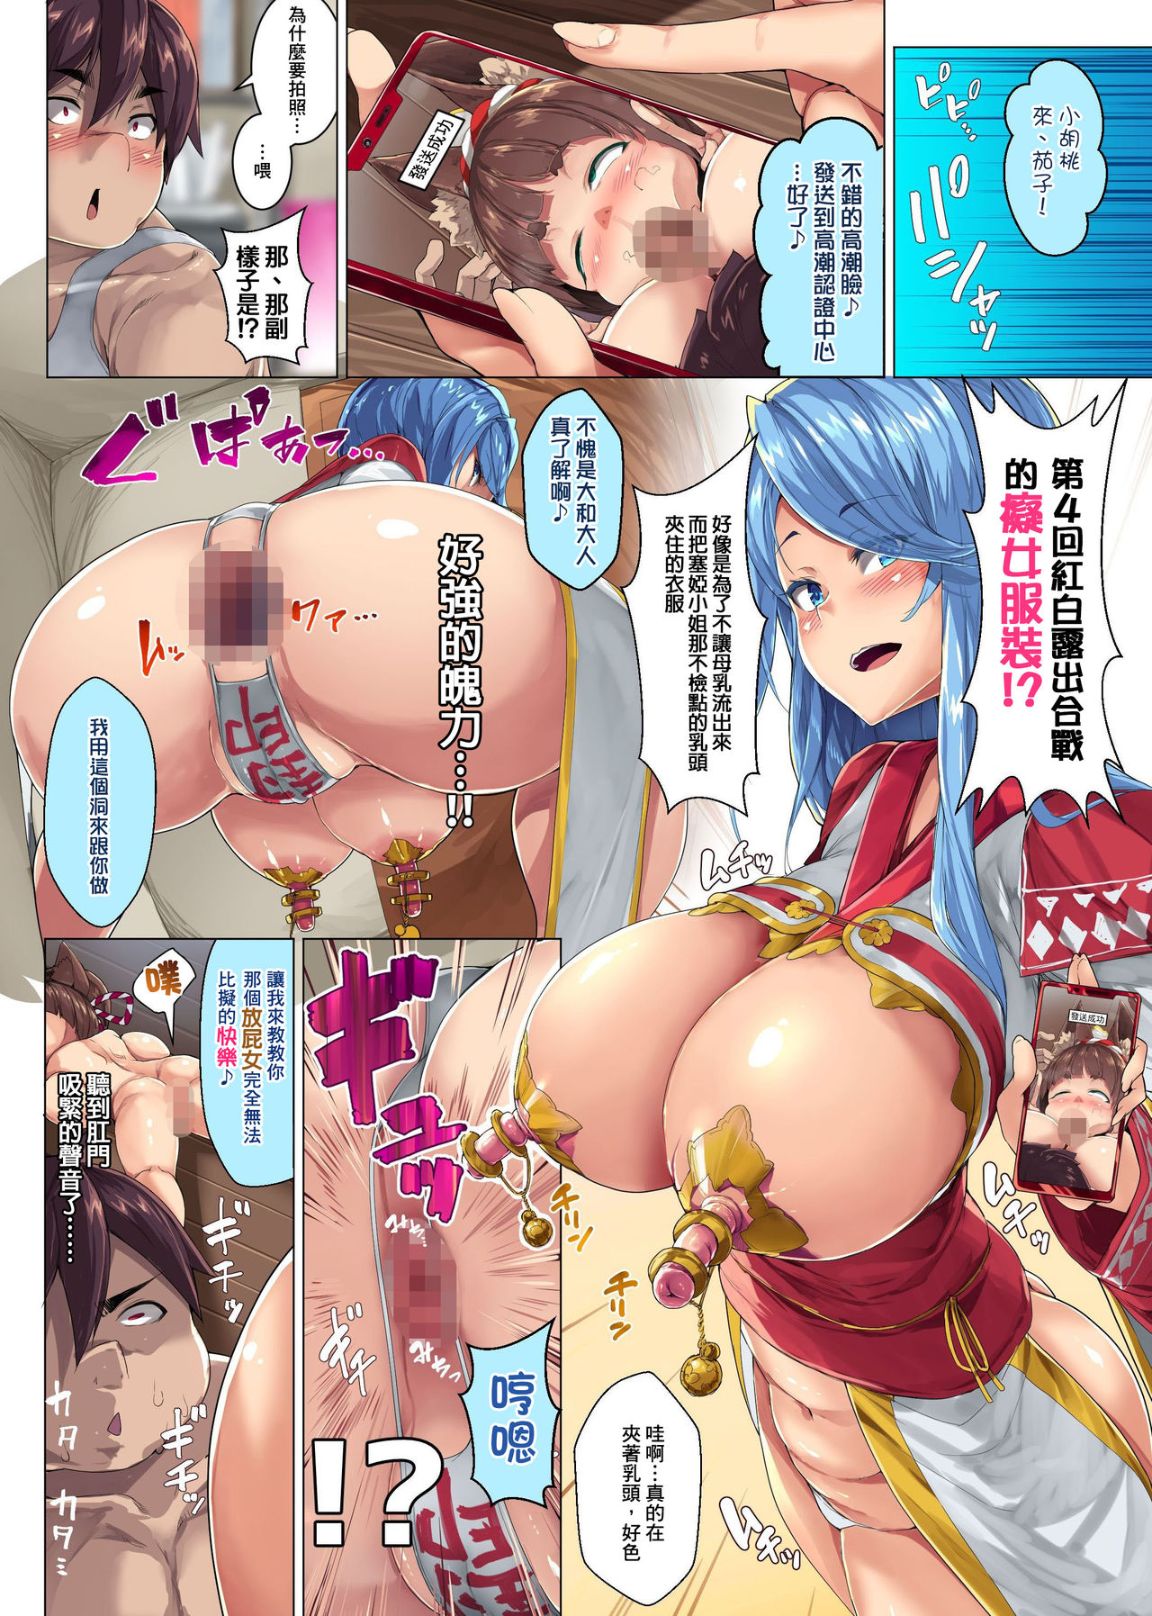 小胡桃
來、茄子！
ピピピ…
パシャッ
不錯的高潮臉♪
發送到高潮認證中心
…好了♪
發送成功
為什麼要拍照…
…喂
那、那副
樣子是!?
第4回紅白露出合戰
的癡女服裝!?
好像是為了不讓母乳流出來
而把塞婭小姐那不檢點的乳頭
夾住的衣服
不愧是大和大人
真了解啊♪
ぐぱぁっ…
好強的魄力…!!
ワァ…
ムッ
我用這個洞來跟你做
ムチッ
發送成功
ムチッ
チリーン
チリーン
哇啊…真的在
夾著乳頭，好色
ムチッ
ギュッ
ギチィ
哼嗯
!?
讓我來教教你
那個放屁女完全無法
比擬的快樂♪
噗
聽到肛門
吸緊的聲音了……
ギチィッ
ギチィ
カタ
カタ